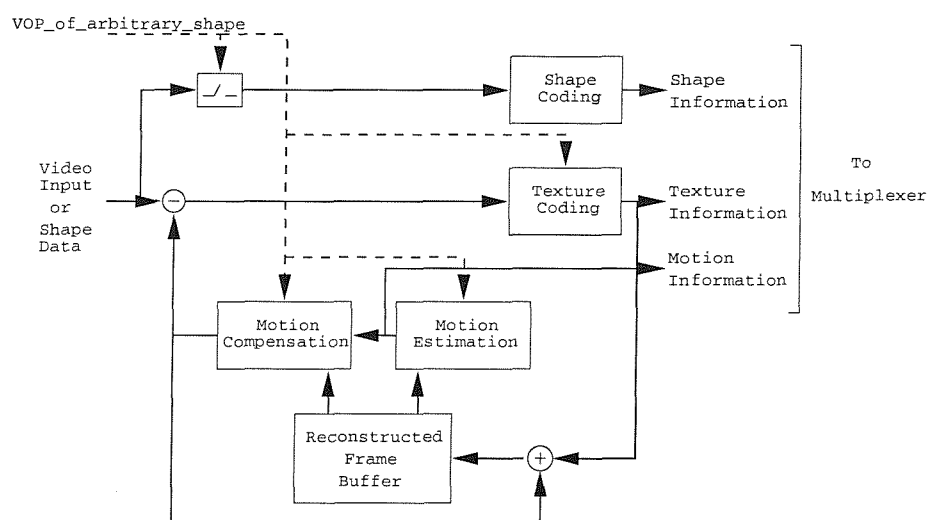 VOP_of_arbitrary_shape
Shape
Coding
Shape
Information
Video
Input
or
Shape
Data
Texture
Coding
Texture
Information
To
Multiplexer
Motion
Information
Motion
Compensation
Motion
Estimation
Reconstructed
Frame
Buffer